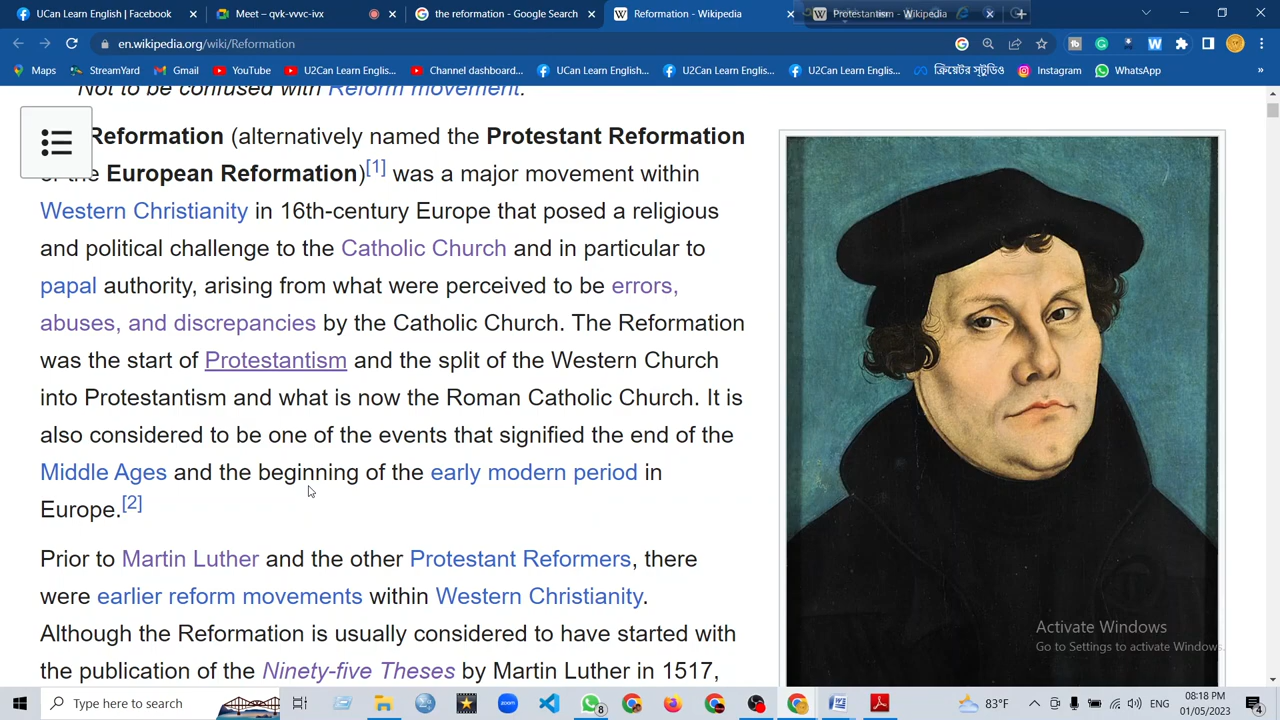 UCan Learn English | Facebook
Meet – qvk-vvvc-ivx
the reformation - Google Search
Reformation - Wikipedia
Protestantism - Wikipedia
en.wikipedia.org/wiki/Reformation
Maps
StreamYard
Gmail
YouTube
U2Can Learn Englis...
Channel dashboard...
UCan Learn English...
U2Can Learn Englis...
U2Can Learn Englis...
ক্রিয়েটর স্টুডিও
Instagram
WhatsApp
»
Not to be confused with Reform movement.
Reformation (alternatively named the Protestant Reformation
or the European Reformation)[1] was a major movement within
Western Christianity in 16th-century Europe that posed a religious
and political challenge to the Catholic Church and in particular to
papal authority, arising from what were perceived to be errors,
abuses, and discrepancies by the Catholic Church. The Reformation
was the start of Protestantism and the split of the Western Church
into Protestantism and what is now the Roman Catholic Church. It is
also considered to be one of the events that signified the end of the
Middle Ages and the beginning of the early modern period in
Europe.[2]
Prior to Martin Luther and the other Protestant Reformers, there
were earlier reform movements within Western Christianity.
Although the Reformation is usually considered to have started with
the publication of the Ninety-five Theses by Martin Luther in 1517,
Activate Windows
Go to Settings to activate Windows.
Type here to search
8
83°F
08:18 PM
01/05/2023
4